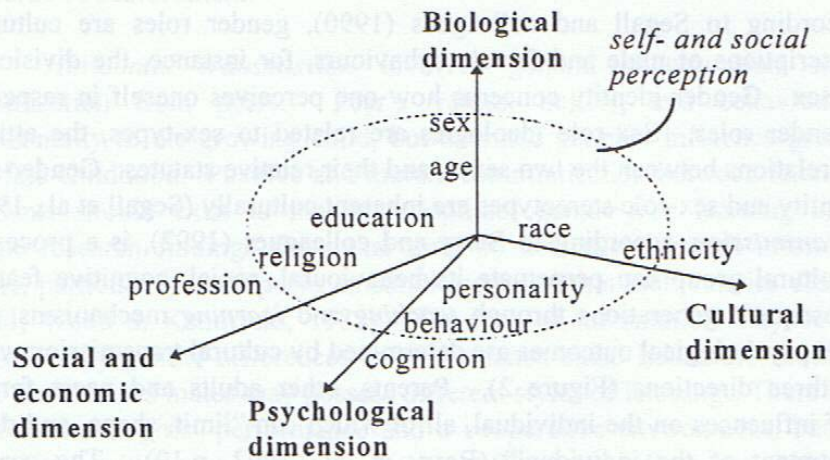 Biological
dimension
self- and social
perception
sex
age
education
race
religion
ethnicity
profession
personality
behaviour
Cultural
dimension
Social and
economic
dimension
cognition
Psychological
dimension